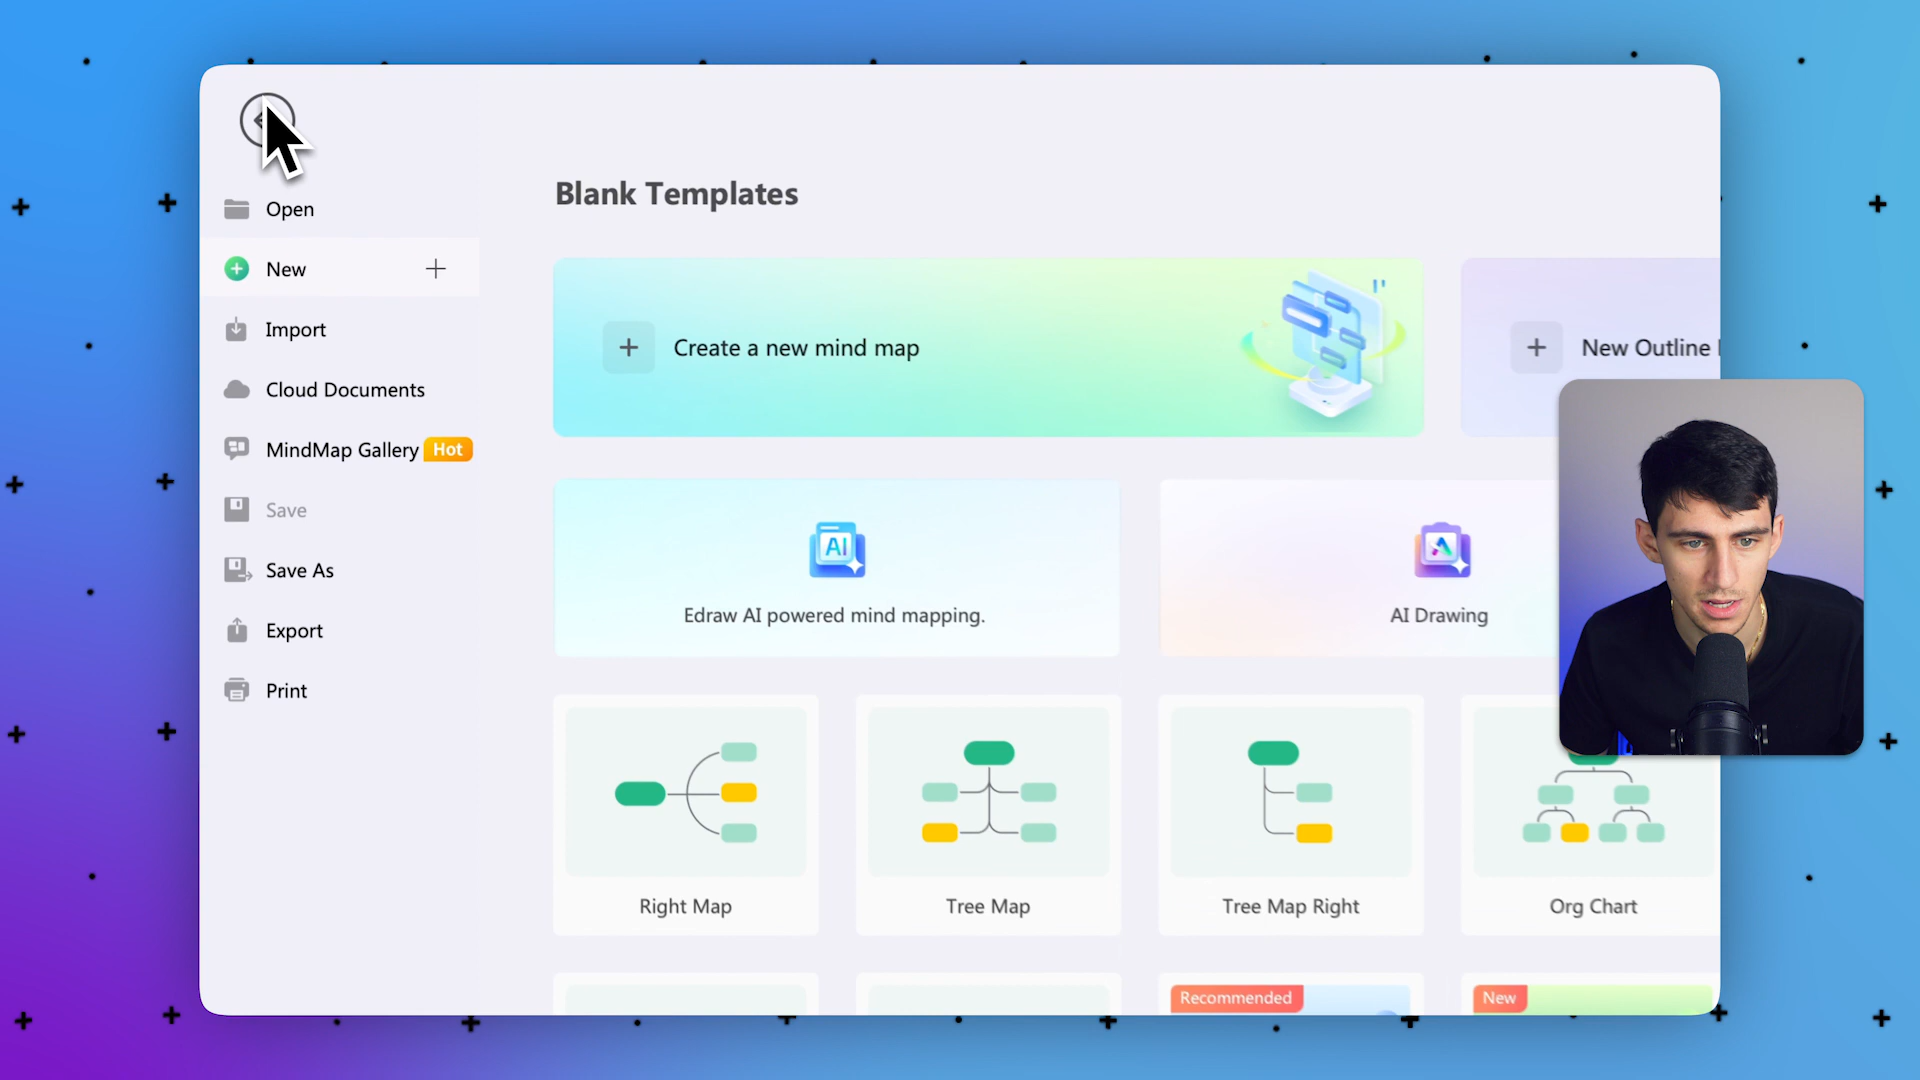 Open
New
Import
Cloud Documents
MindMap Gallery Hot
Save
Save As
Export
Print
Blank Templates
Create a new mind map
New Outline
AI
Edraw AI powered mind mapping.
AI Drawing
Right Map
Tree Map
Tree Map Right
Org Chart
Recommended
New